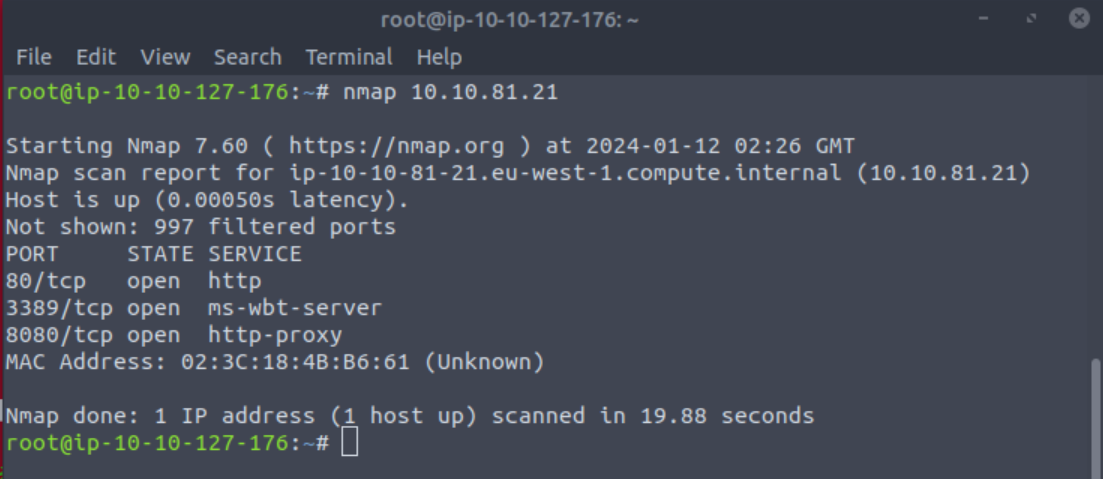 root@ip-10-10-127-176: ~
File Edit View Search Terminal Help
root@ip-10-10-127-176:~# nmap 10.10.81.21
Starting Nmap 7.60 ( https://nmap.org ) at 2024-01-12 02:26 GMT
Nmap scan report for ip-10-10-81-21.eu-west-1.compute.internal (10.10.81.21)
Host is up (0.00050s latency).
Not shown: 997 filtered ports
PORT     STATE SERVICE
80/tcp   open  http
3389/tcp open  ms-wbt-server
8080/tcp open  http-proxy
MAC Address: 02:3C:18:4B:B6:61 (Unknown)
Nmap done: 1 IP address (1 host up) scanned in 19.88 seconds
root@ip-10-10-127-176:~#